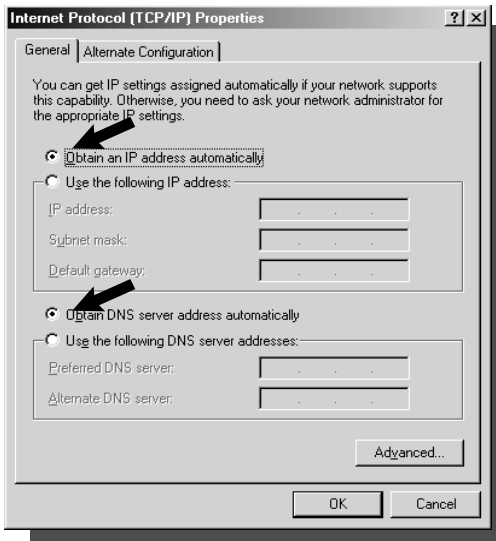 Internet Protocol (TCP/IP) Properties
General
Alternate Configuration
You can get IP settings assigned automatically if your network supports
this capability. Otherwise, you need to ask your network administrator for
the appropriate IP settings.
Obtain an IP address automatically
Use the following IP address:
IP address:
Subnet mask:
Default gateway:
Obtain DNS server address automatically
Use the following DNS server addresses:
Preferred DNS server:
Alternate DNS server:
Advanced...
OK
Cancel